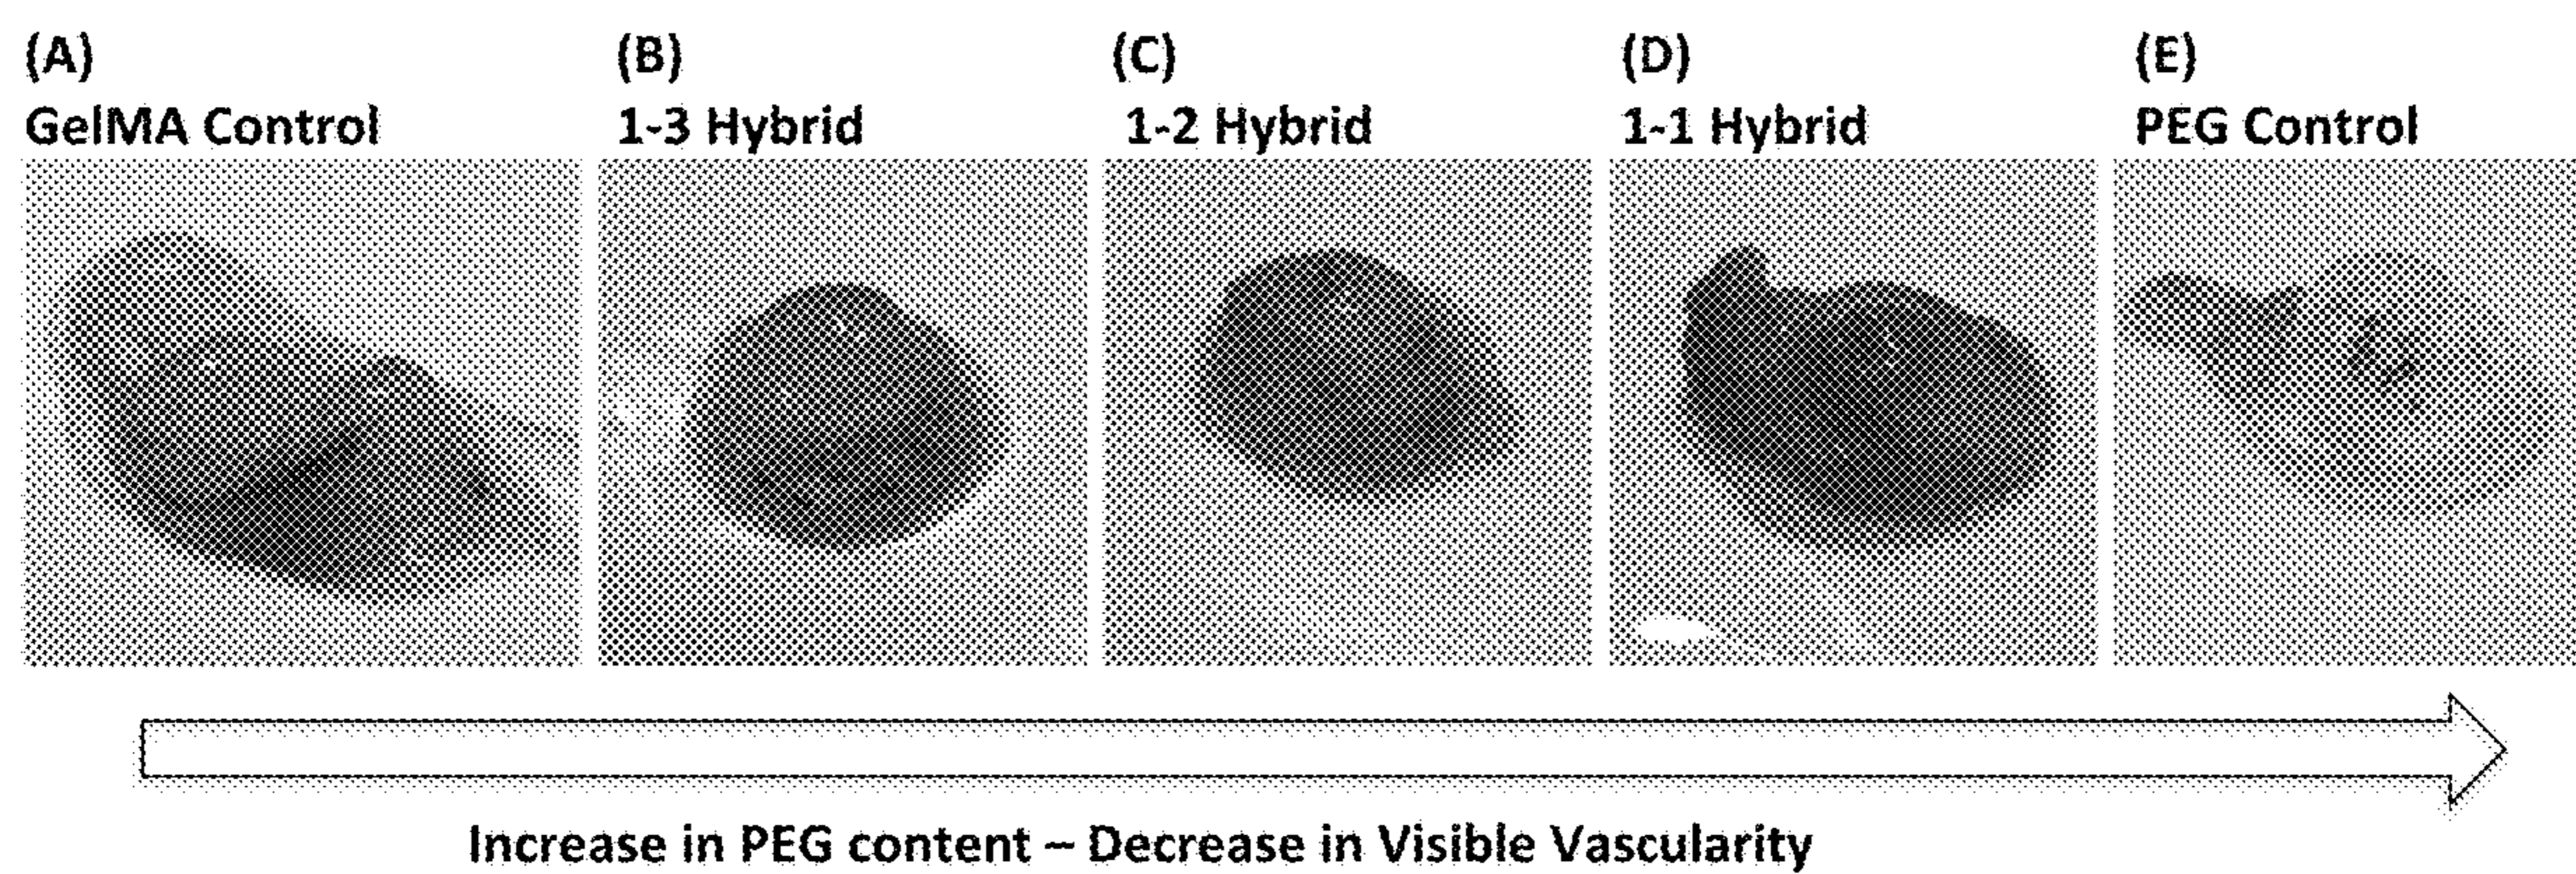 (A)
GelMA Control
(B)
1-3 Hybrid
(C)
1-2 Hybrid
(D)
1-1 Hybrid
(E)
PEG Control
Increase in PEG content – Decrease in Visible Vascularity